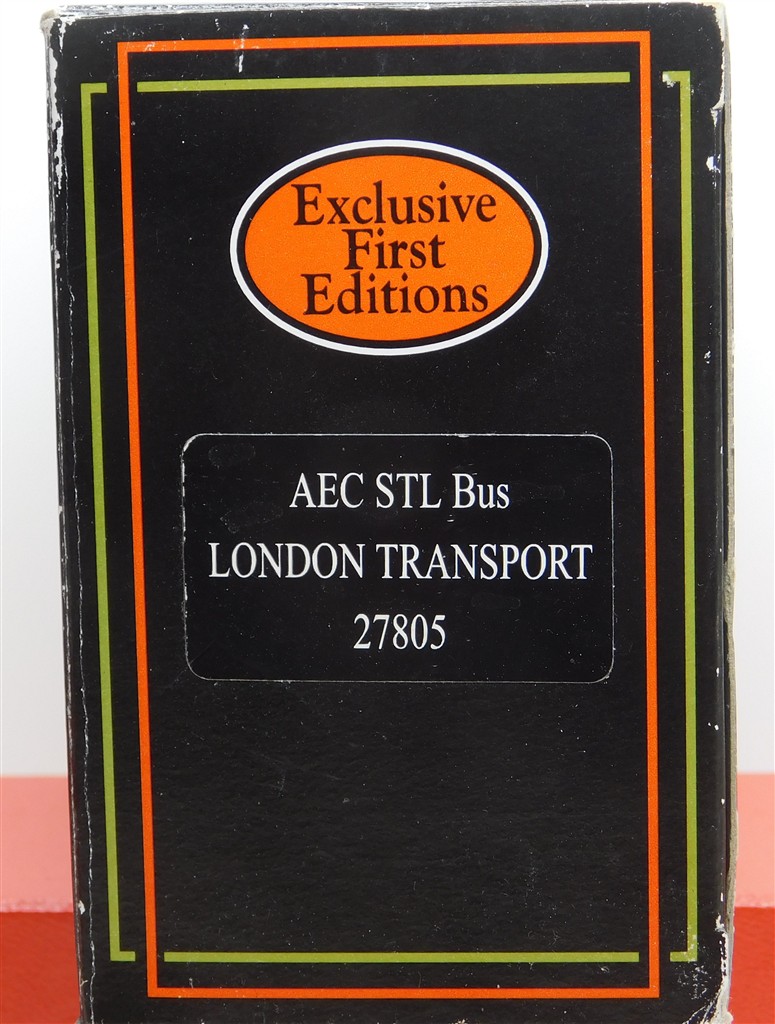 Exclusive
First
Editions
AEC STL Bus
LONDON TRANSPORT
27805